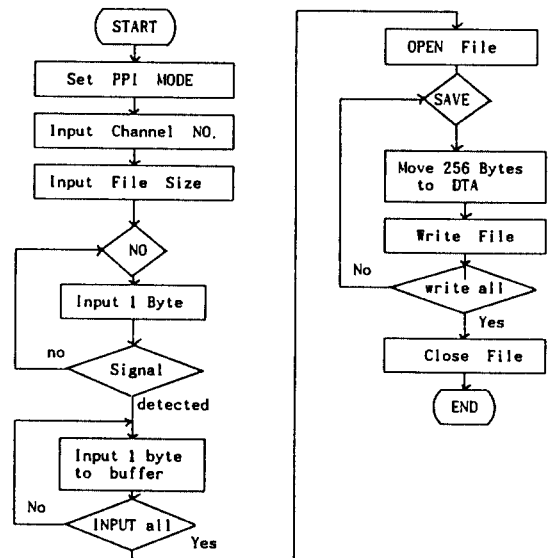 START
Set PPI MODE
Input Channel NO.
Input File Size
NO
Input 1 Byte
no
Signal
detected
Input 1 byte
to buffer
No
INPUT all
Yes
OPEN File
SAVE
Move 256 Bytes
to DTA
Write File
No
write all
Yes
Close File
END